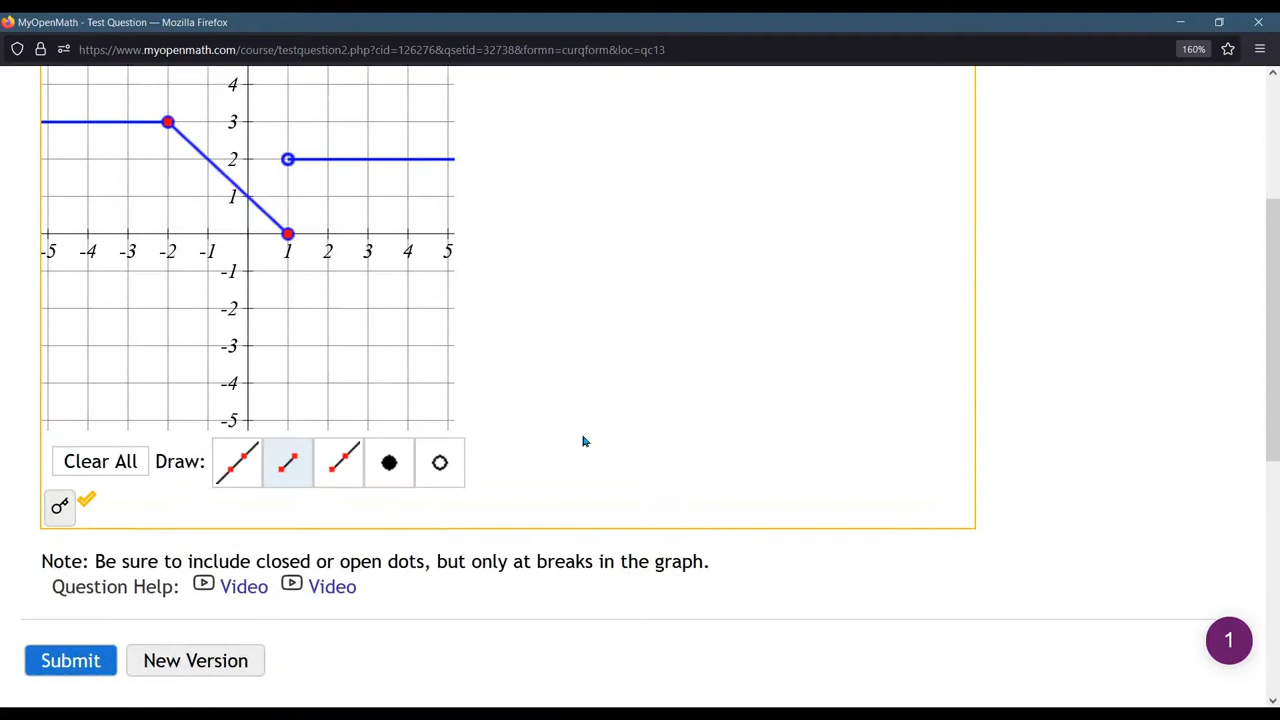 MyOpenMath - Test Question — Mozilla Firefox
https://www.myopenmath.com/course/testquestion2.php?cid=126276&qsetid=32738&formn=curqform&loc=qc13
160%
4
3
2
1
-5 -4 -3 -2 -1 1 2 3 4 5
-1
-2
-3
-4
-5
Clear All Draw:
Note: Be sure to include closed or open dots, but only at breaks in the graph.
Question Help: Video Video
1
Submit New Version